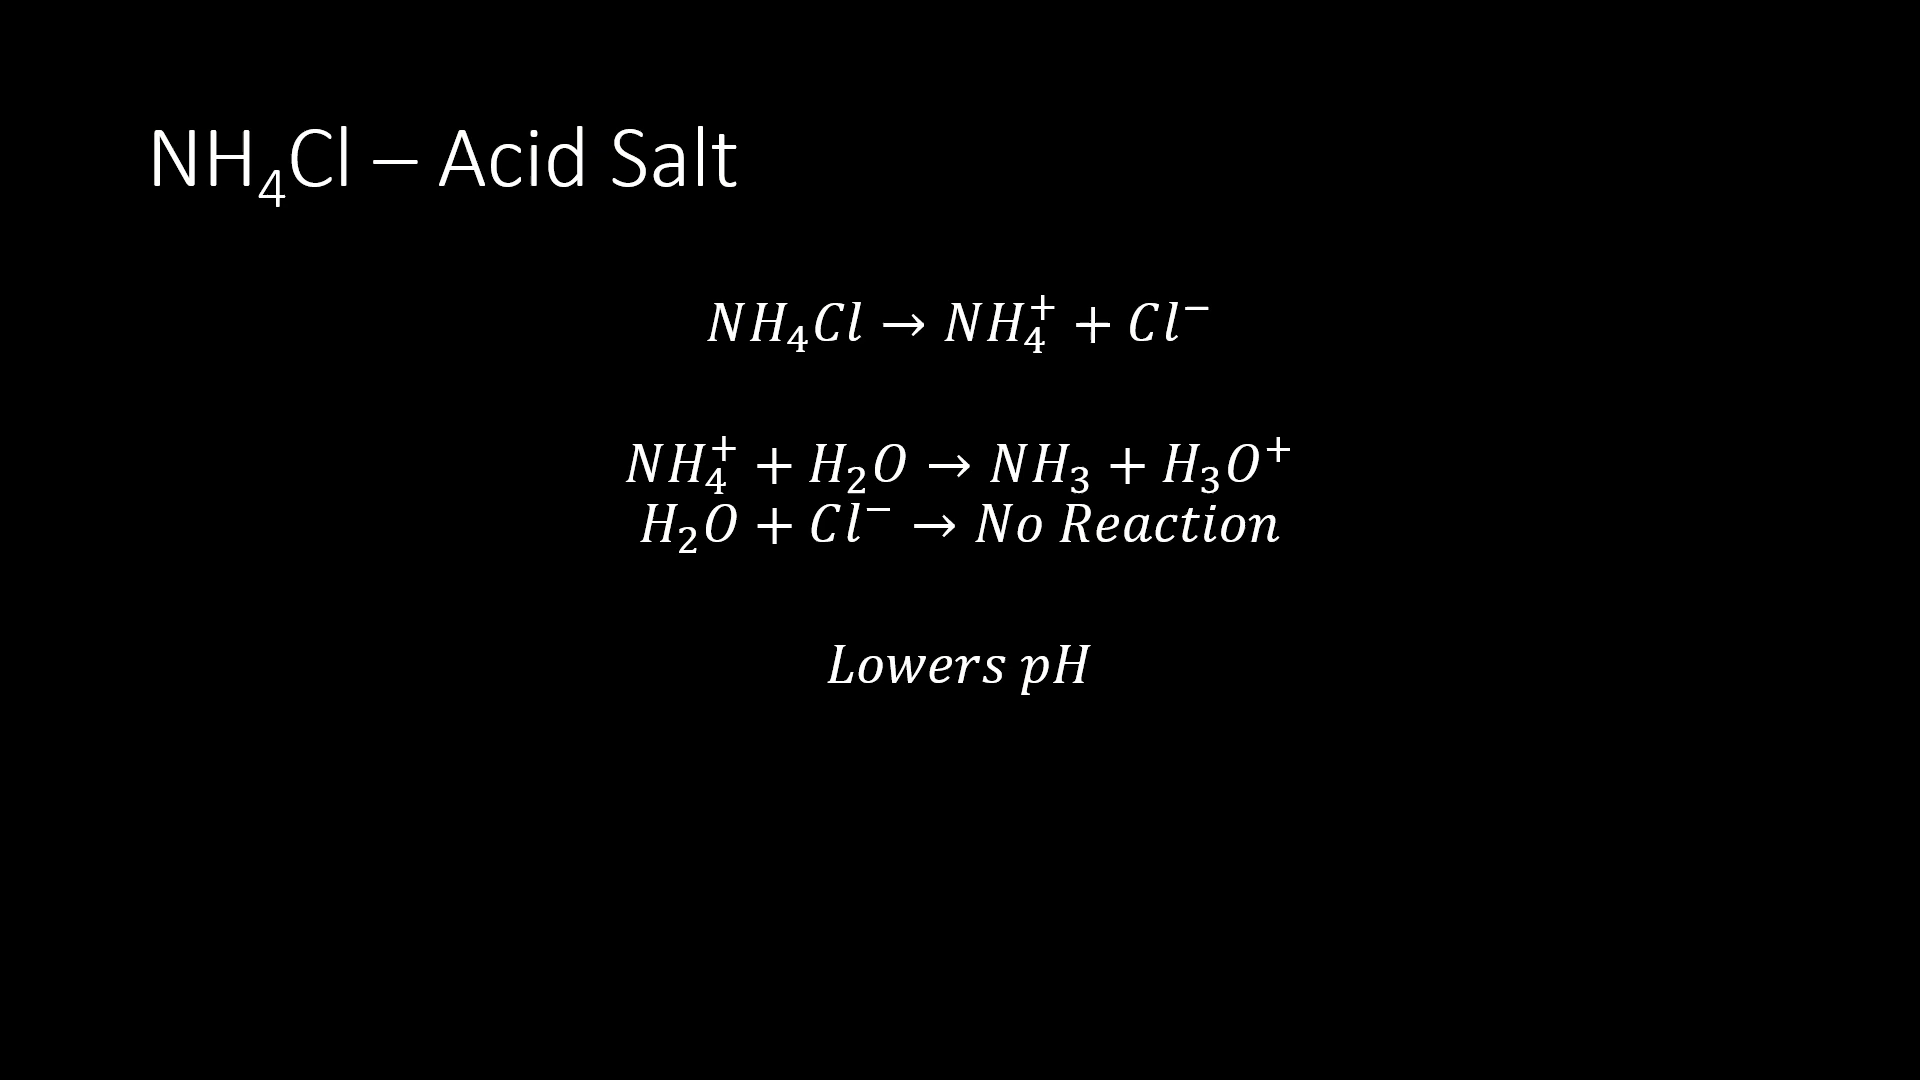 NH₄Cl – Acid Salt
NH₄Cl → NH₄⁺ + Cl⁻
NH₄⁺ + H₂O → NH₃ + H₃O⁺
H₂O + Cl⁻ → No Reaction
Lowers pH